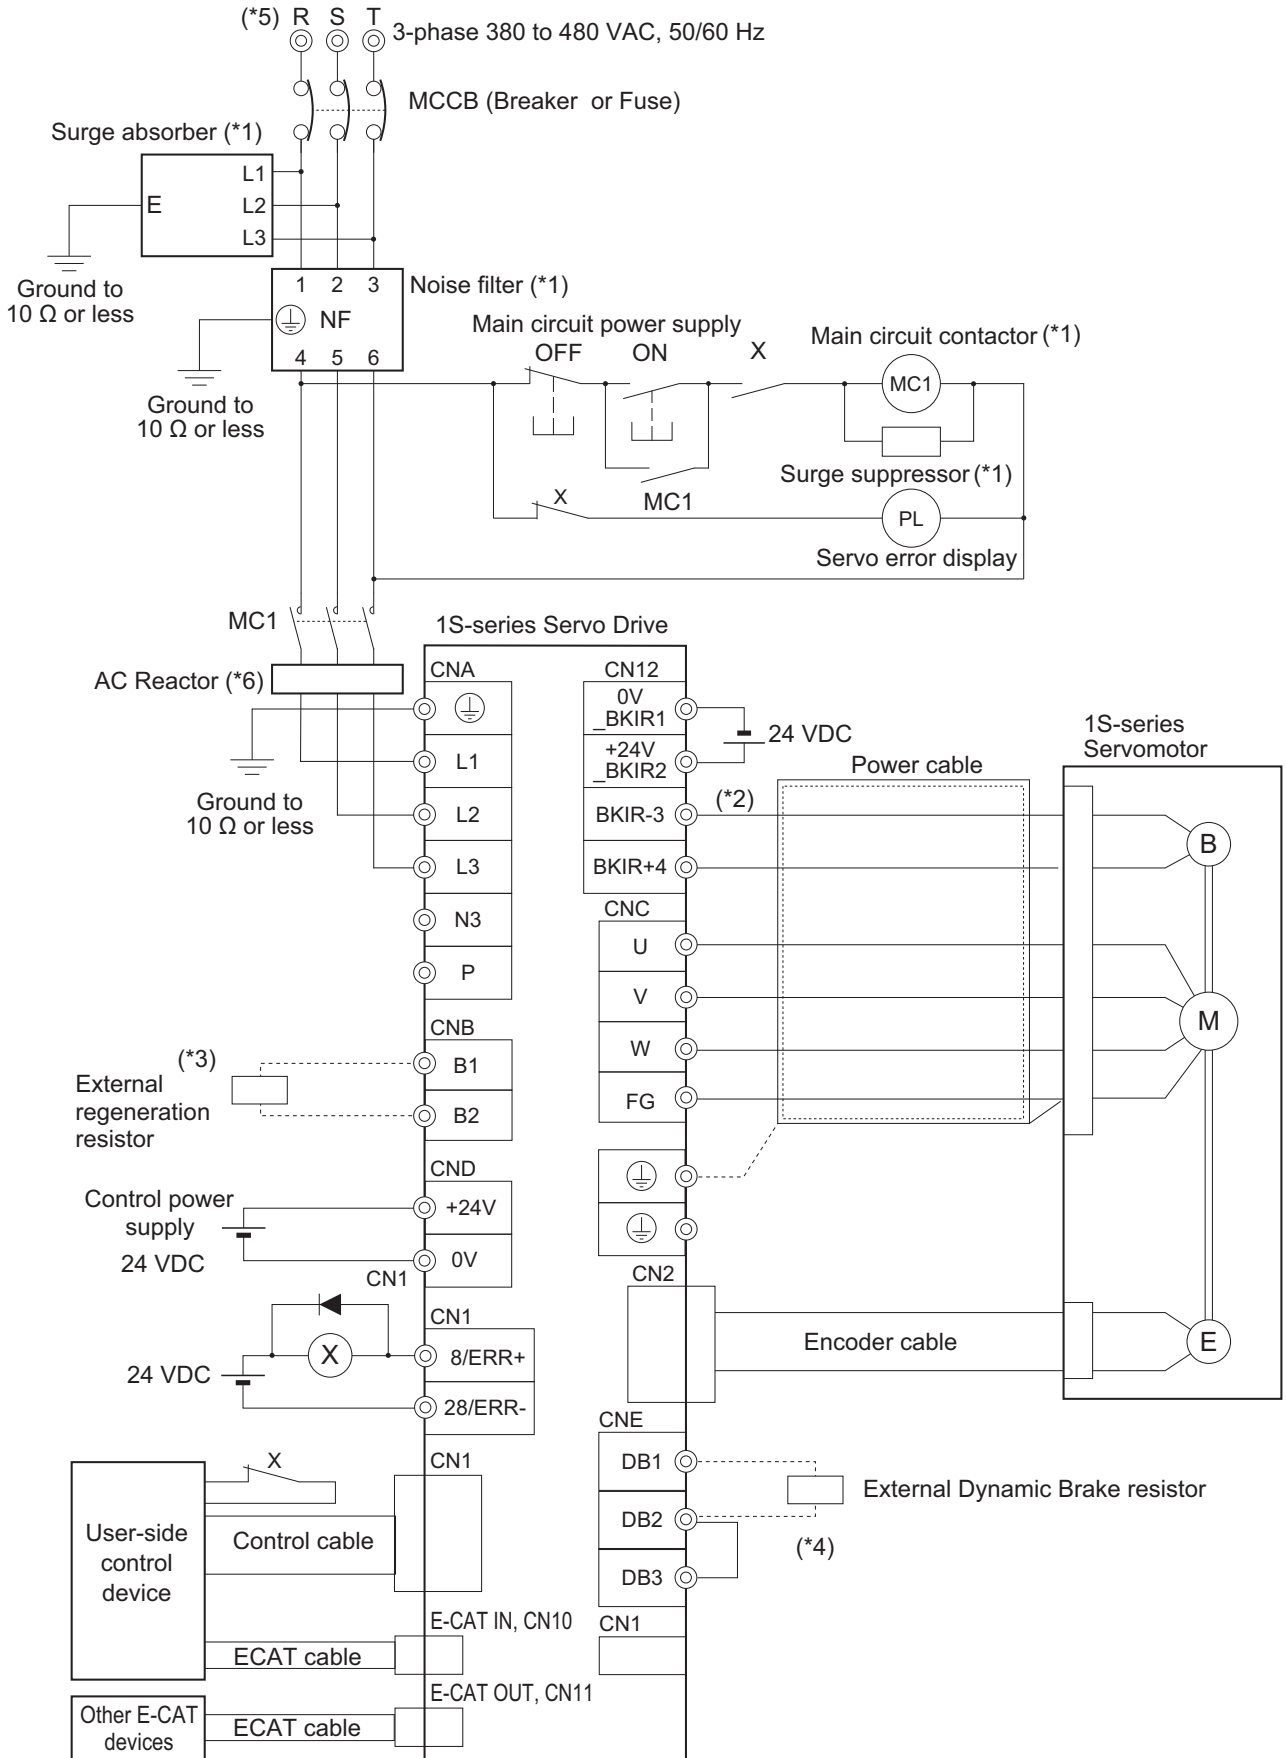 (*5) R S T
3-phase 380 to 480 VAC, 50/60 Hz
MCCB (Breaker or Fuse)
Surge absorber (*1)
L1
E L2
L3
Ground to
10 Ω or less
1 2 3
Noise filter (*1)
NF
4 5 6
Ground to
10 Ω or less
Main circuit power supply
OFF ON X
Main circuit contactor (*1)
MC1
Surge suppressor (*1)
MC1
X
PL
Servo error display
MC1
AC Reactor (*6)
Ground to
10 Ω or less
1S-series Servo Drive
CNA
L1
L2
L3
N3
P
CN12
0V
_BKIR1
+24V
_BKIR2
BKIR-3
BKIR+4
24 VDC
(*2)
Power cable
1S-series
Servomotor
B
M
E
CNC
U
V
W
FG
CNB
B1
B2
(*3)
External
regeneration
resistor
CND
+24V
0V
Control power
supply
24 VDC
CN1
CN1
8/ERR+
28/ERR-
X
24 VDC
CN2
Encoder cable
CNE
DB1
DB2
DB3
External Dynamic Brake resistor
(*4)
CN1
X
CN1
User-side
control
device
Control cable
E-CAT IN, CN10
ECAT cable
E-CAT OUT, CN11
Other E-CAT
devices
ECAT cable